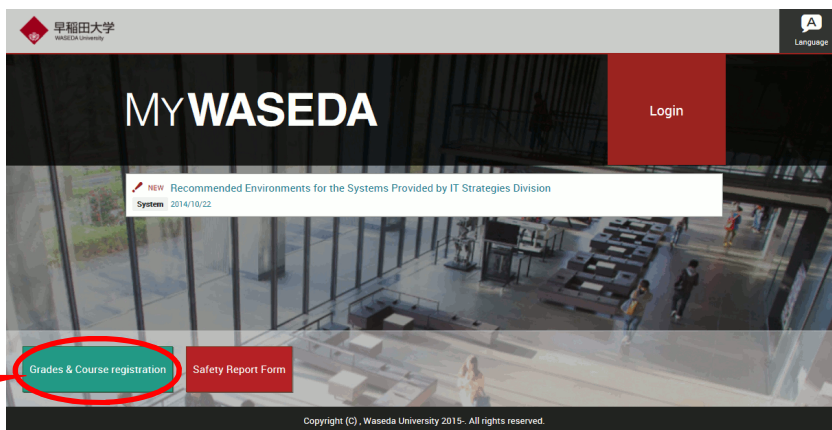 早稲田大学
WASEDA University
A
Language
MYWASEDA
Login
NEW Recommended Environments for the Systems Provided by IT Strategies Division
System 2014/10/22
Grades & Course registration
Safety Report Form
Copyright (C) , Waseda University 2015-. All rights reserved.